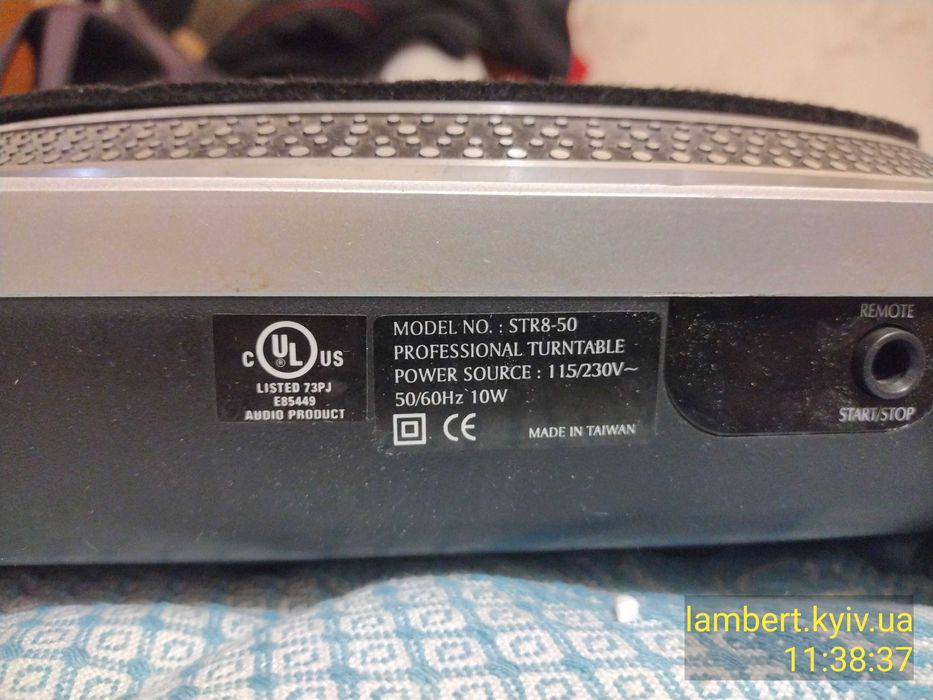 C UL US
®
LISTED 73PJ
E85449
AUDIO PRODUCT
MODEL NO. : STR8-50
PROFESSIONAL TURNTABLE
POWER SOURCE : 115/230V~
50/60Hz 10W
CE
MADE IN TAIWAN
REMOTE
START/STOP
lambert.kyiv.ua
11:38:37